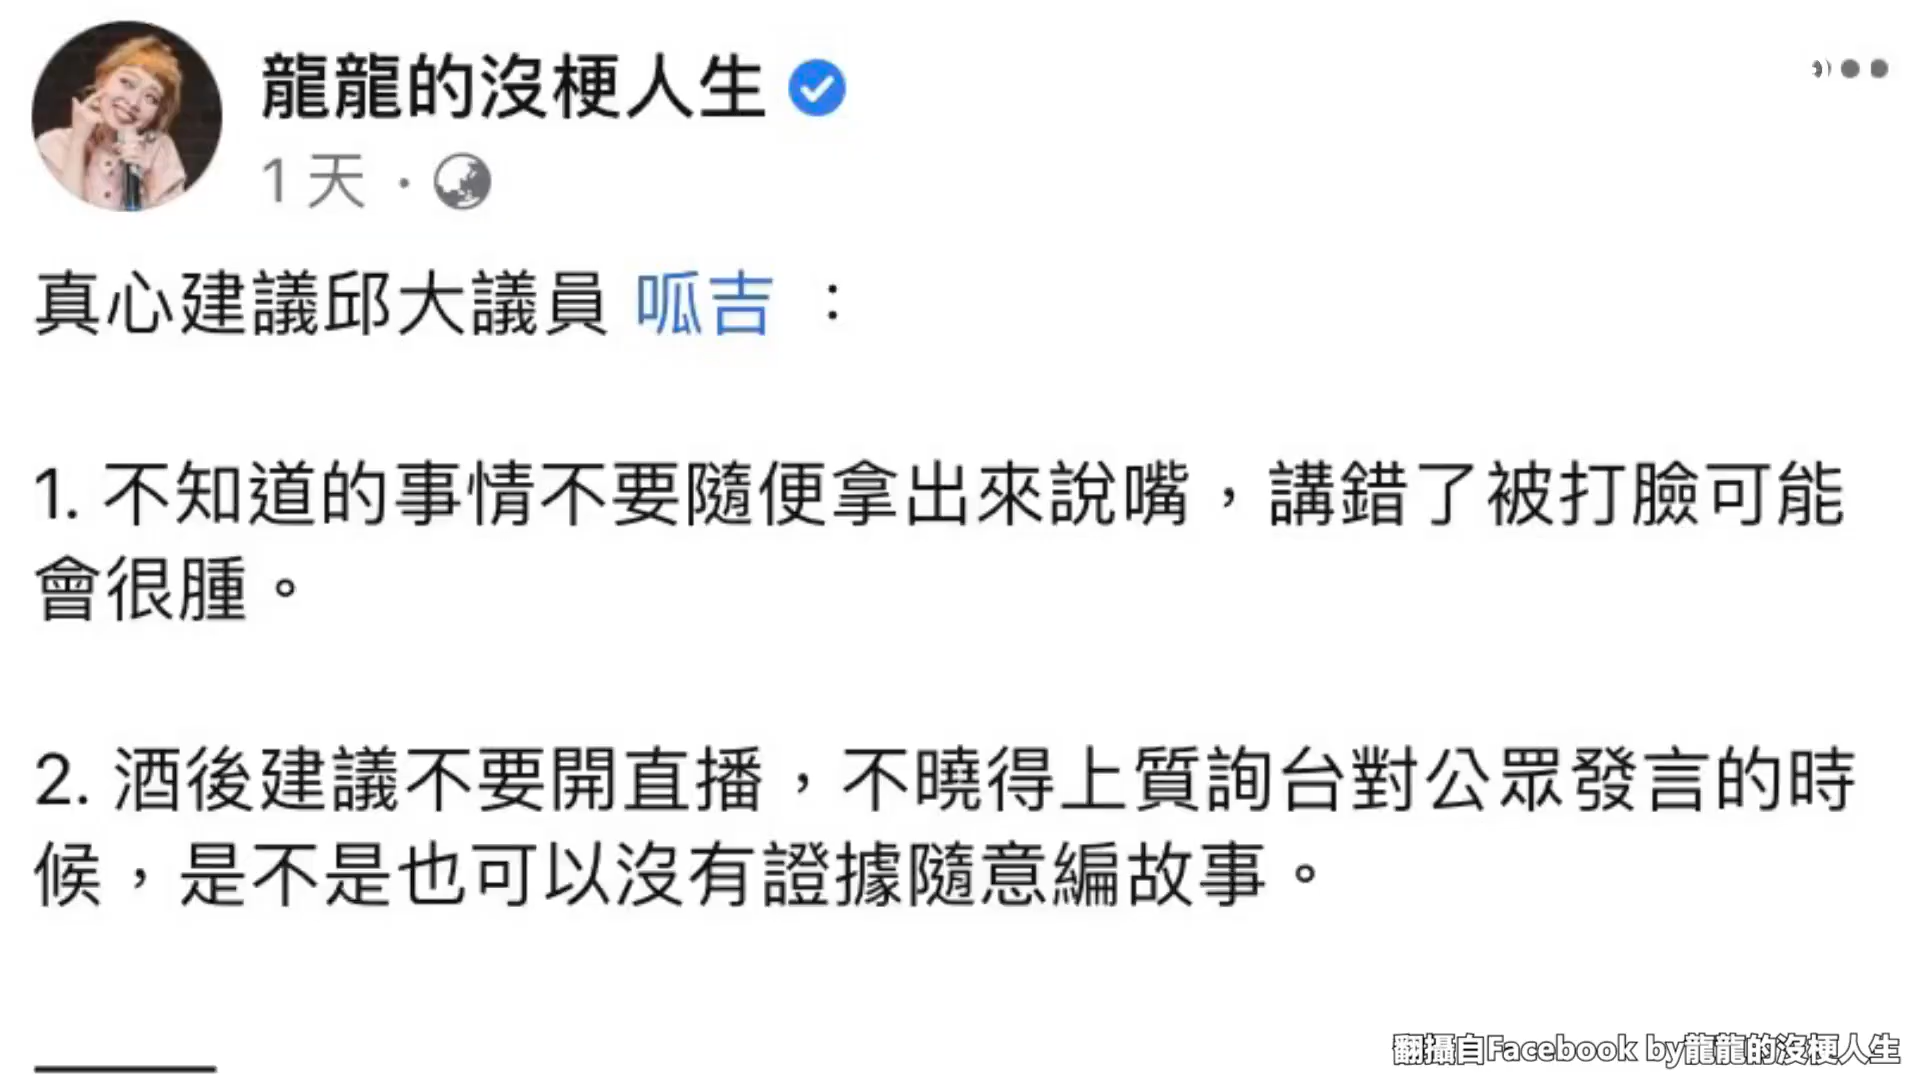 龍龍的沒梗人生
1 天 ·
真心建議邱大議員 呱吉 ：
1. 不知道的事情不要隨便拿出來說嘴，講錯了被打臉可能
會很腫。
2. 酒後建議不要開直播，不曉得上質詢台對公眾發言的時
候，是不是也可以沒有證據隨意編故事。
翻攝自Facebook by龍龍的沒梗人生